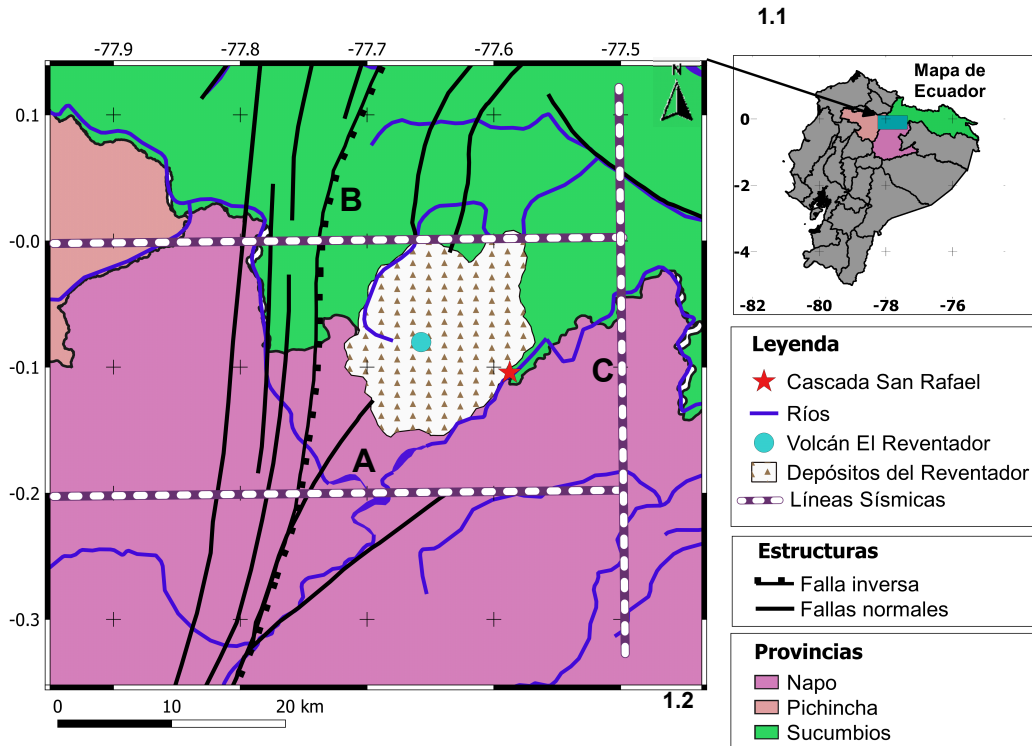 1.1
-77.9 -77.8 -77.7 -77.6 -77.5
N
0.1
-0.0
-0.1
-0.2
-0.3
B
C
A
0 10 20 km
1.2
Mapa de
Ecuador
0
-2
-4
-82 -80 -78 -76
Leyenda
Cascada San Rafael
Ríos
Volcán El Reventador
Depósitos del Reventador
Líneas Sísmicas
Estructuras
Falla inversa
Fallas normales
Provincias
Napo
Pichincha
Sucumbios